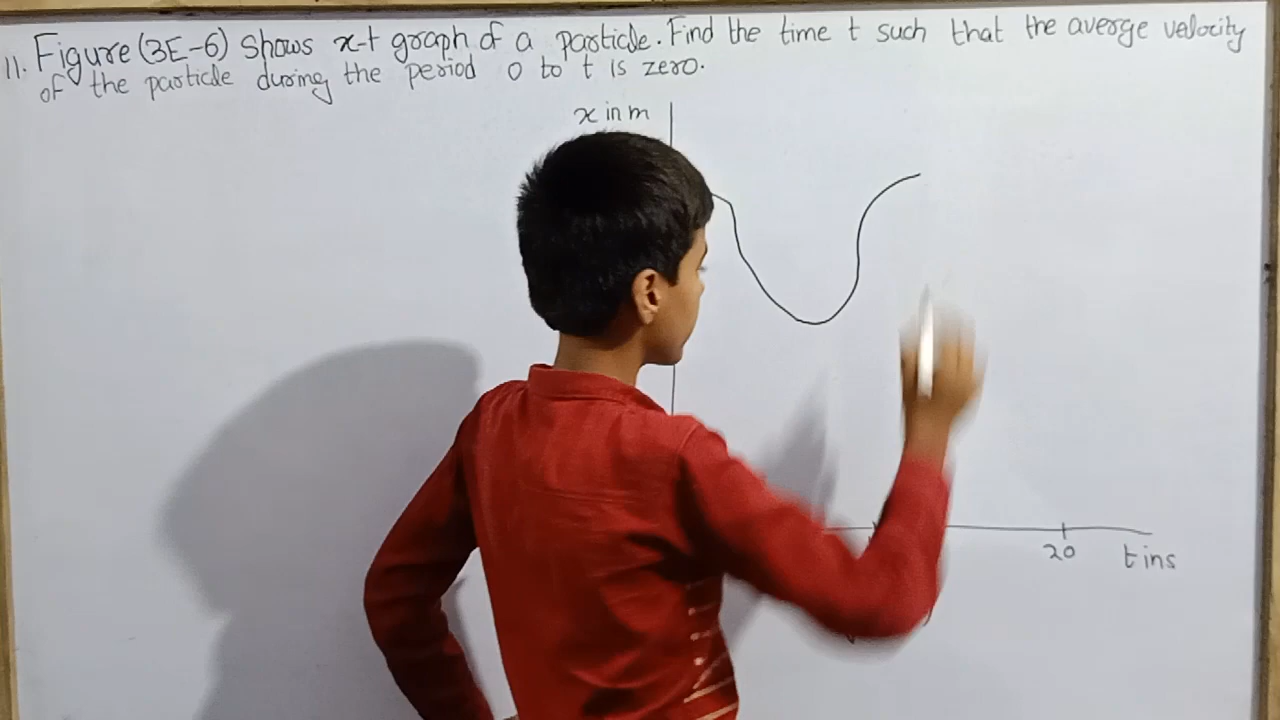 11. Figure (3E-6) Shows x-t graph of a particle. Find the time t such that the averge velocity
of the particle during the period 0 to t is zero.
x in m
20
t in s